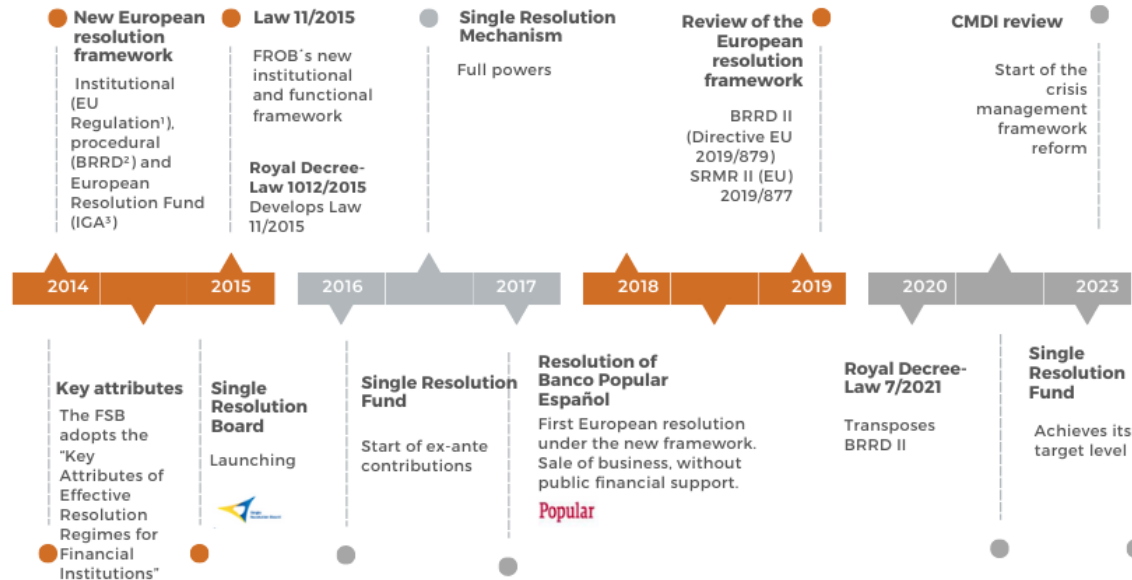 New European
resolution
framework
Institutional
(EU
Regulation¹),
procedural
(BRRD²) and
European
Resolution Fund
(IGA³)
Law 11/2015
FROB´s new
institutional
and functional
framework
Royal Decree-
Law 1012/2015
Develops Law
11/2015
Single Resolution
Mechanism
Full powers
Review of the
European
resolution
framework
BRRD II
(Directive EU
2019/879)
SRMR II (EU)
2019/877
CMDI review
Start of the
crisis
management
framework
reform
2014
2015
2016
2017
2018
2019
2020
2023
Key attributes
The FSB
adopts the
"Key
Attributes of
Effective
Resolution
Regimes for
Financial
Institutions"
Single
Resolution
Board
Launching
Single Resolution
Fund
Start of ex-ante
contributions
Resolution of
Banco Popular
Español
First European resolution
under the new framework.
Sale of business, without
public financial support.
Popular
Royal Decree-
Law 7/2021
Transposes
BRRD II
Single
Resolution
Fund
Achieves its
target level